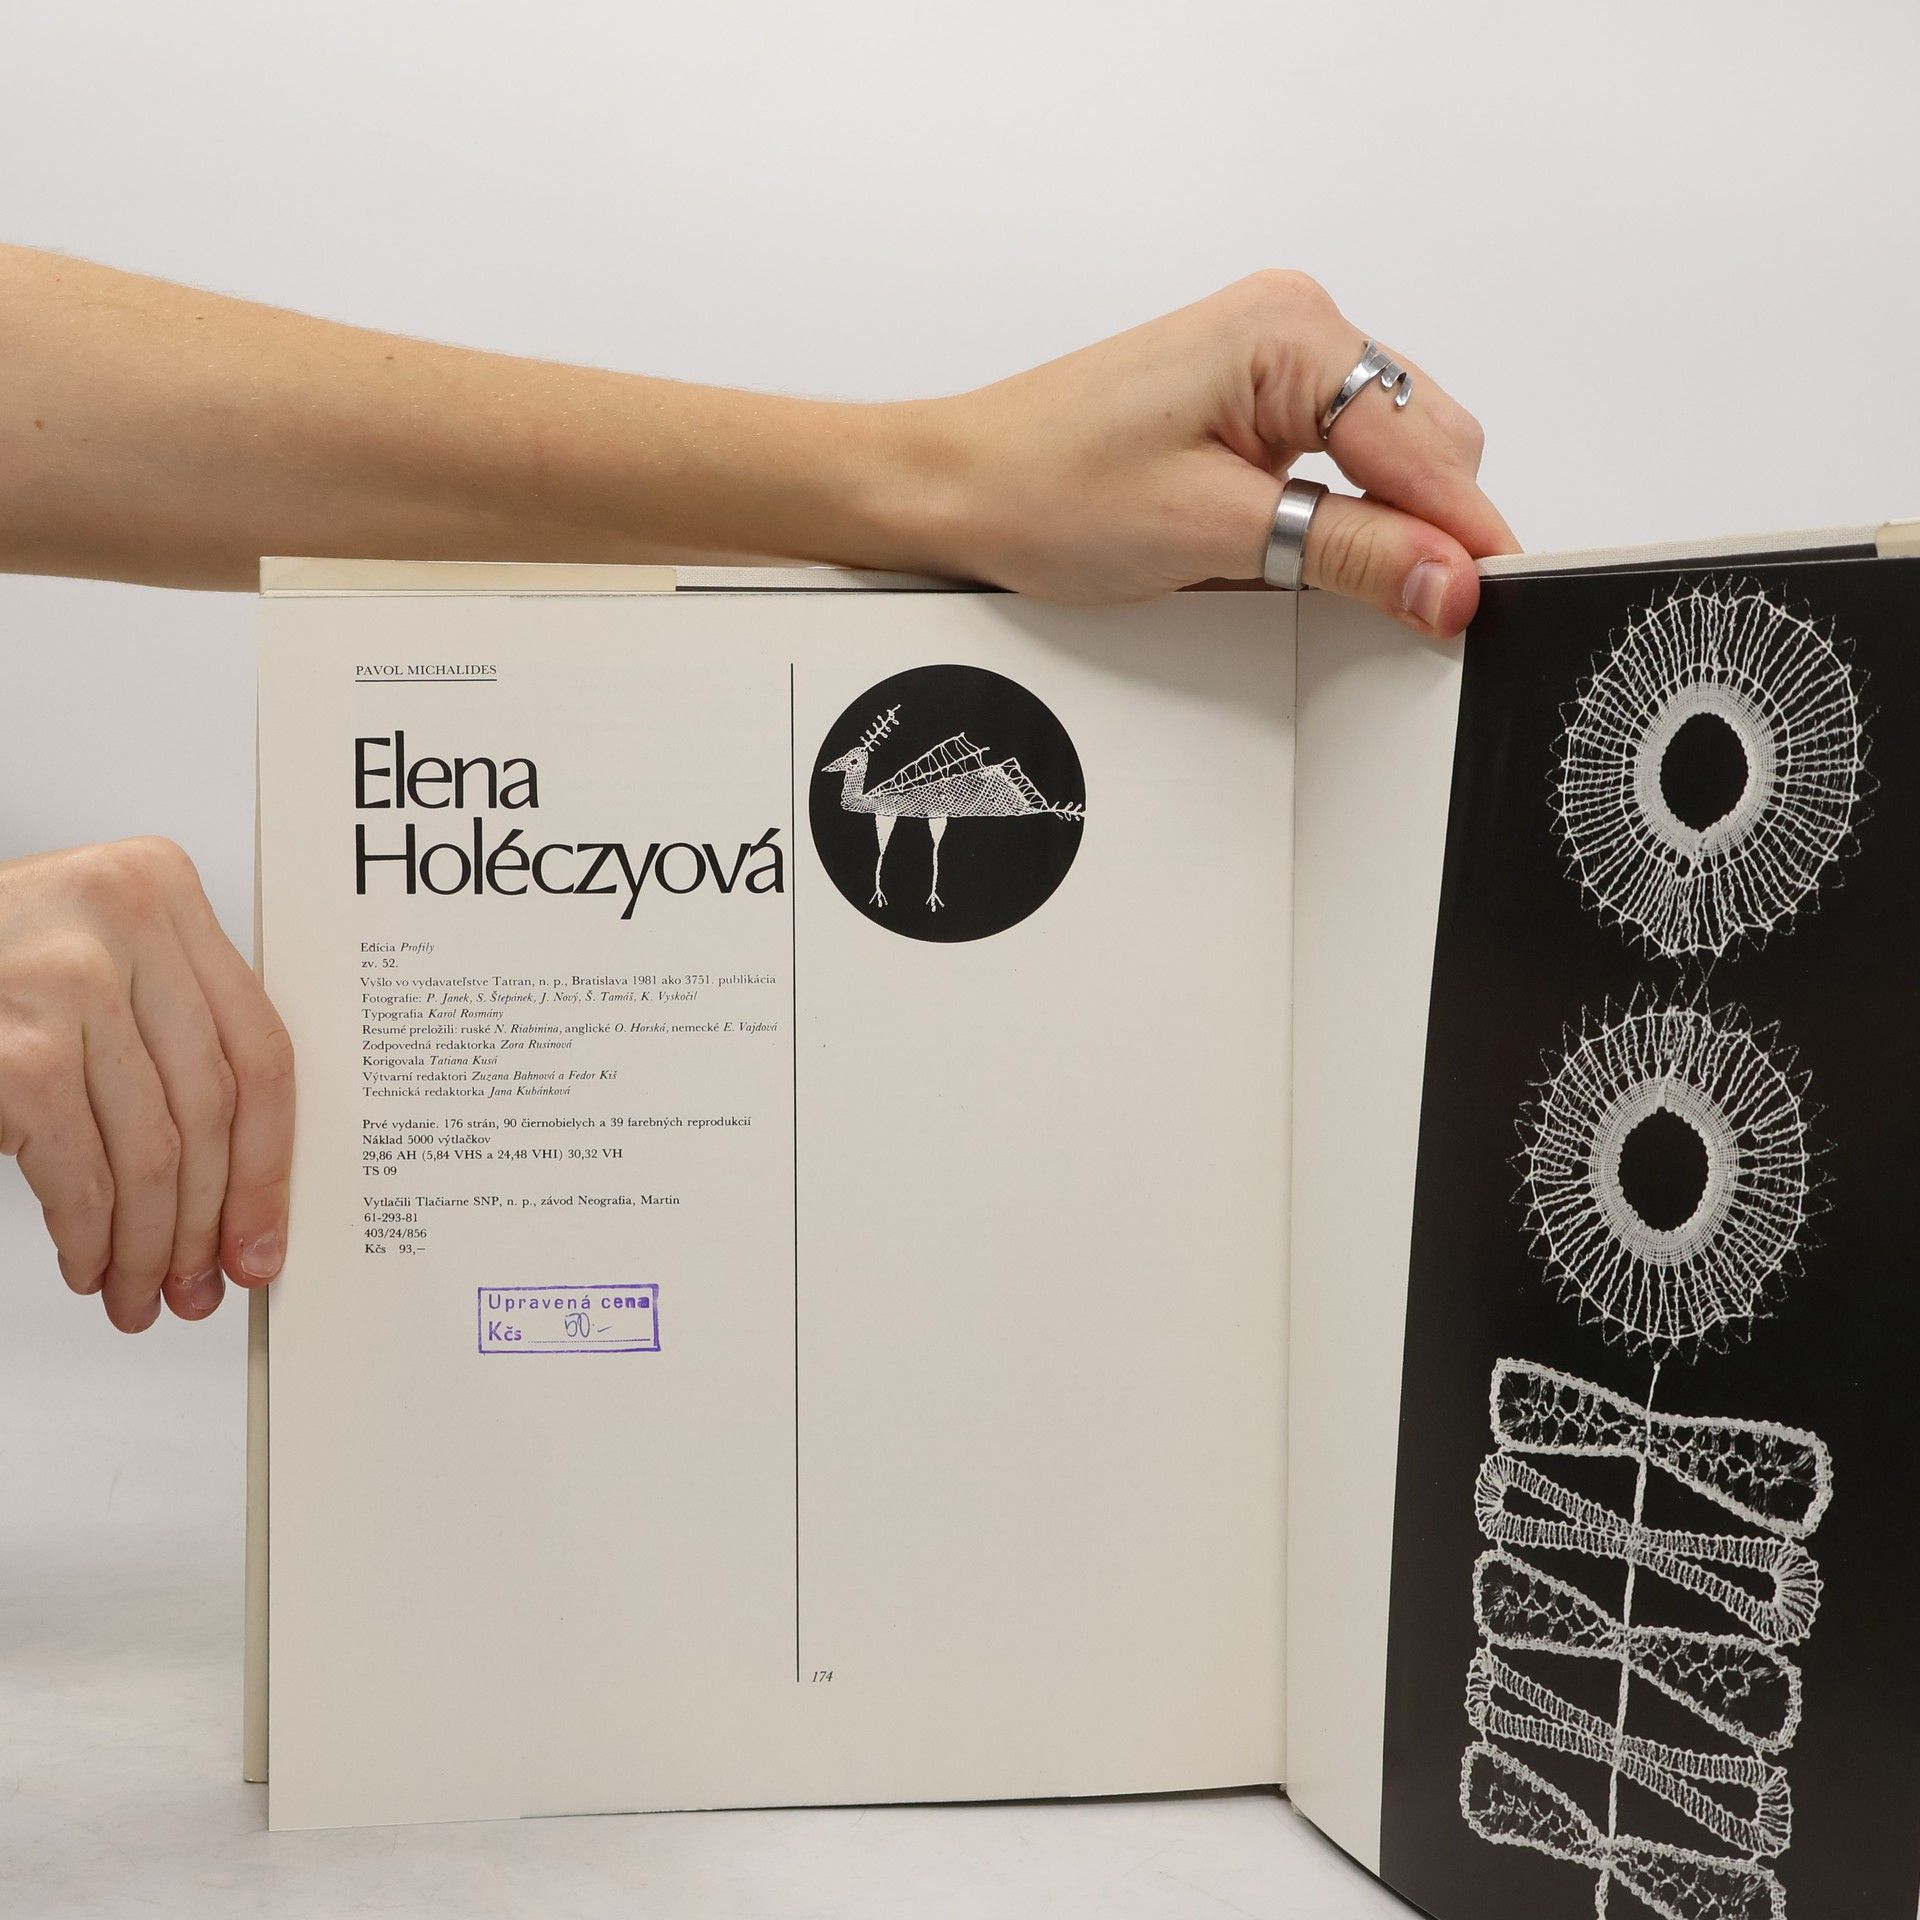 PAVOL MICHALIDES
Elena
Holéczyová
Edícia Profily
zv. 52.
Vyšlo vo vydavateľstve Tatran, n. p., Bratislava 1981 ako 3751. publikácia
Fotografie: P. Janek, S. Štepánek, J. Nový, Š. Tamáš, K. Vyskočil
Typografia Karol Rosmány
Resumé preložili: ruské N. Riabinina, anglické O. Horská, nemecké E. Vajdová
Zodpovedná redaktorka Zora Rusinová
Korigovala Tatiana Kusá
Výtvarní redaktori Zuzana Bahnová a Fedor Kiš
Technická redaktorka Jana Kubánková
Prvé vydanie. 176 strán, 90 čiernobielych a 39 farebných reprodukcií
Náklad 5000 výtlačkov
29,86 AH (5,84 VHS a 24,48 VHI) 30,32 VH
TS 09
Vytlačili Tlačiarne SNP, n. p., závod Neografia, Martin
61-293-81
403/24/856
Kčs 93,—
Upravená cena
Kčs 50.-
174